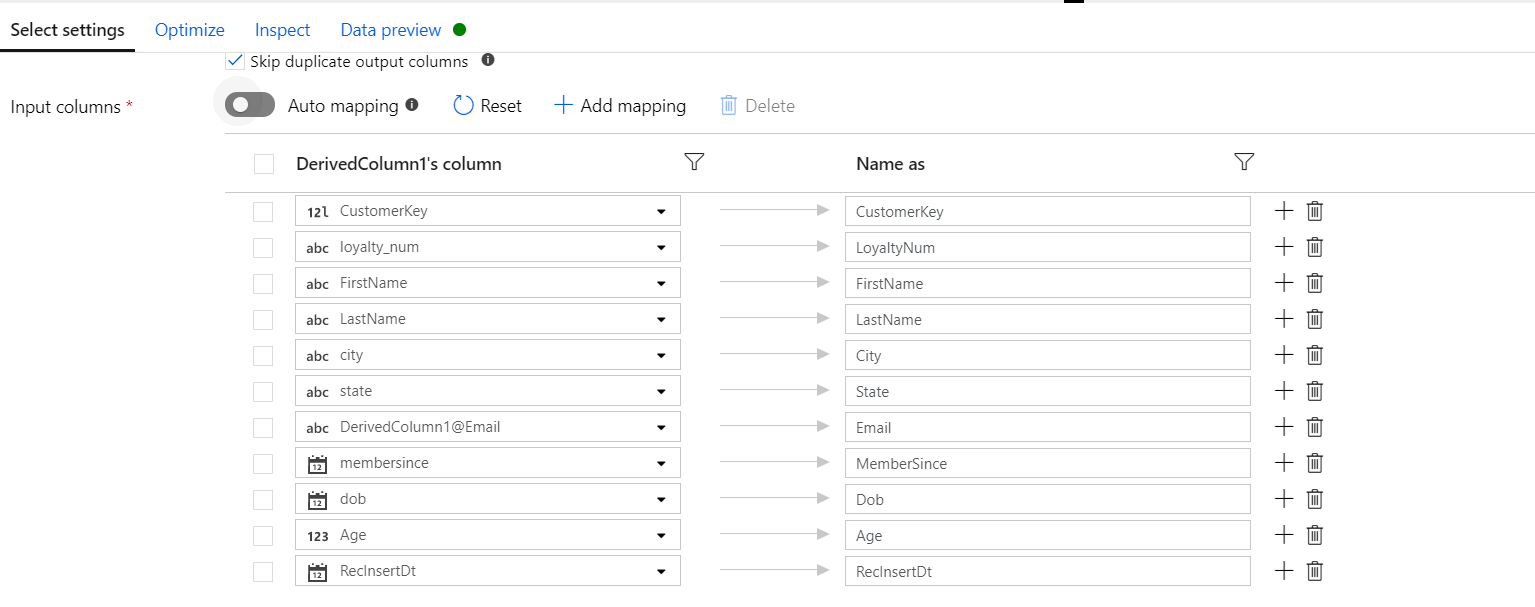 Select settings Optimize Inspect Data preview
Skip duplicate output columns
Input columns * Auto mapping Reset Add mapping Delete
DerivedColumn1's column Name as
12l CustomerKey CustomerKey
abc loyalty_num LoyaltyNum
abc FirstName FirstName
abc LastName LastName
abc city City
abc state State
abc DerivedColumn1@Email Email
12 membersince MemberSince
12 dob Dob
123 Age Age
12 RecInsertDt RecInsertDt